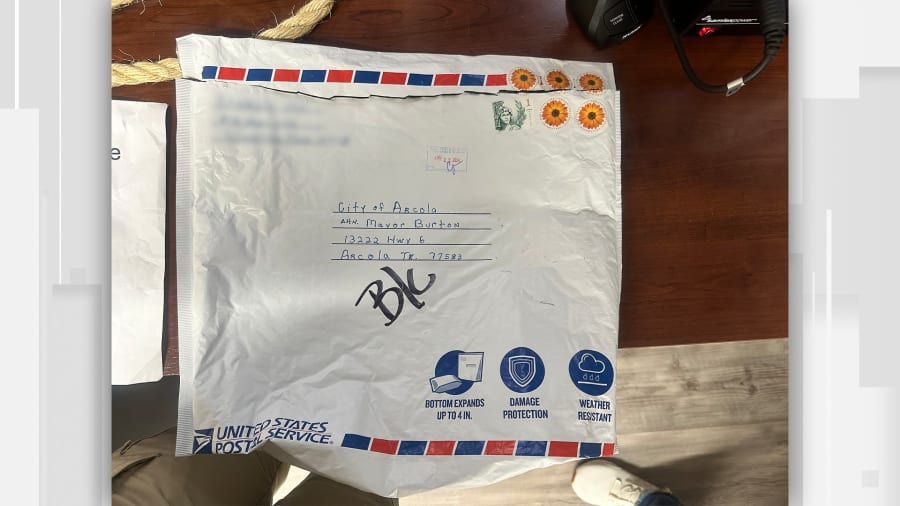 e
City of Arcola
Attn. Mayor Burton
13222 Hwy 6
Arcola Tx. 77583
B/C
BOTTOM EXPANDS
UP TO 4 IN.
DAMAGE
PROTECTION
WEATHER
RESISTANT
UNITED STATES
POSTAL SERVICE®